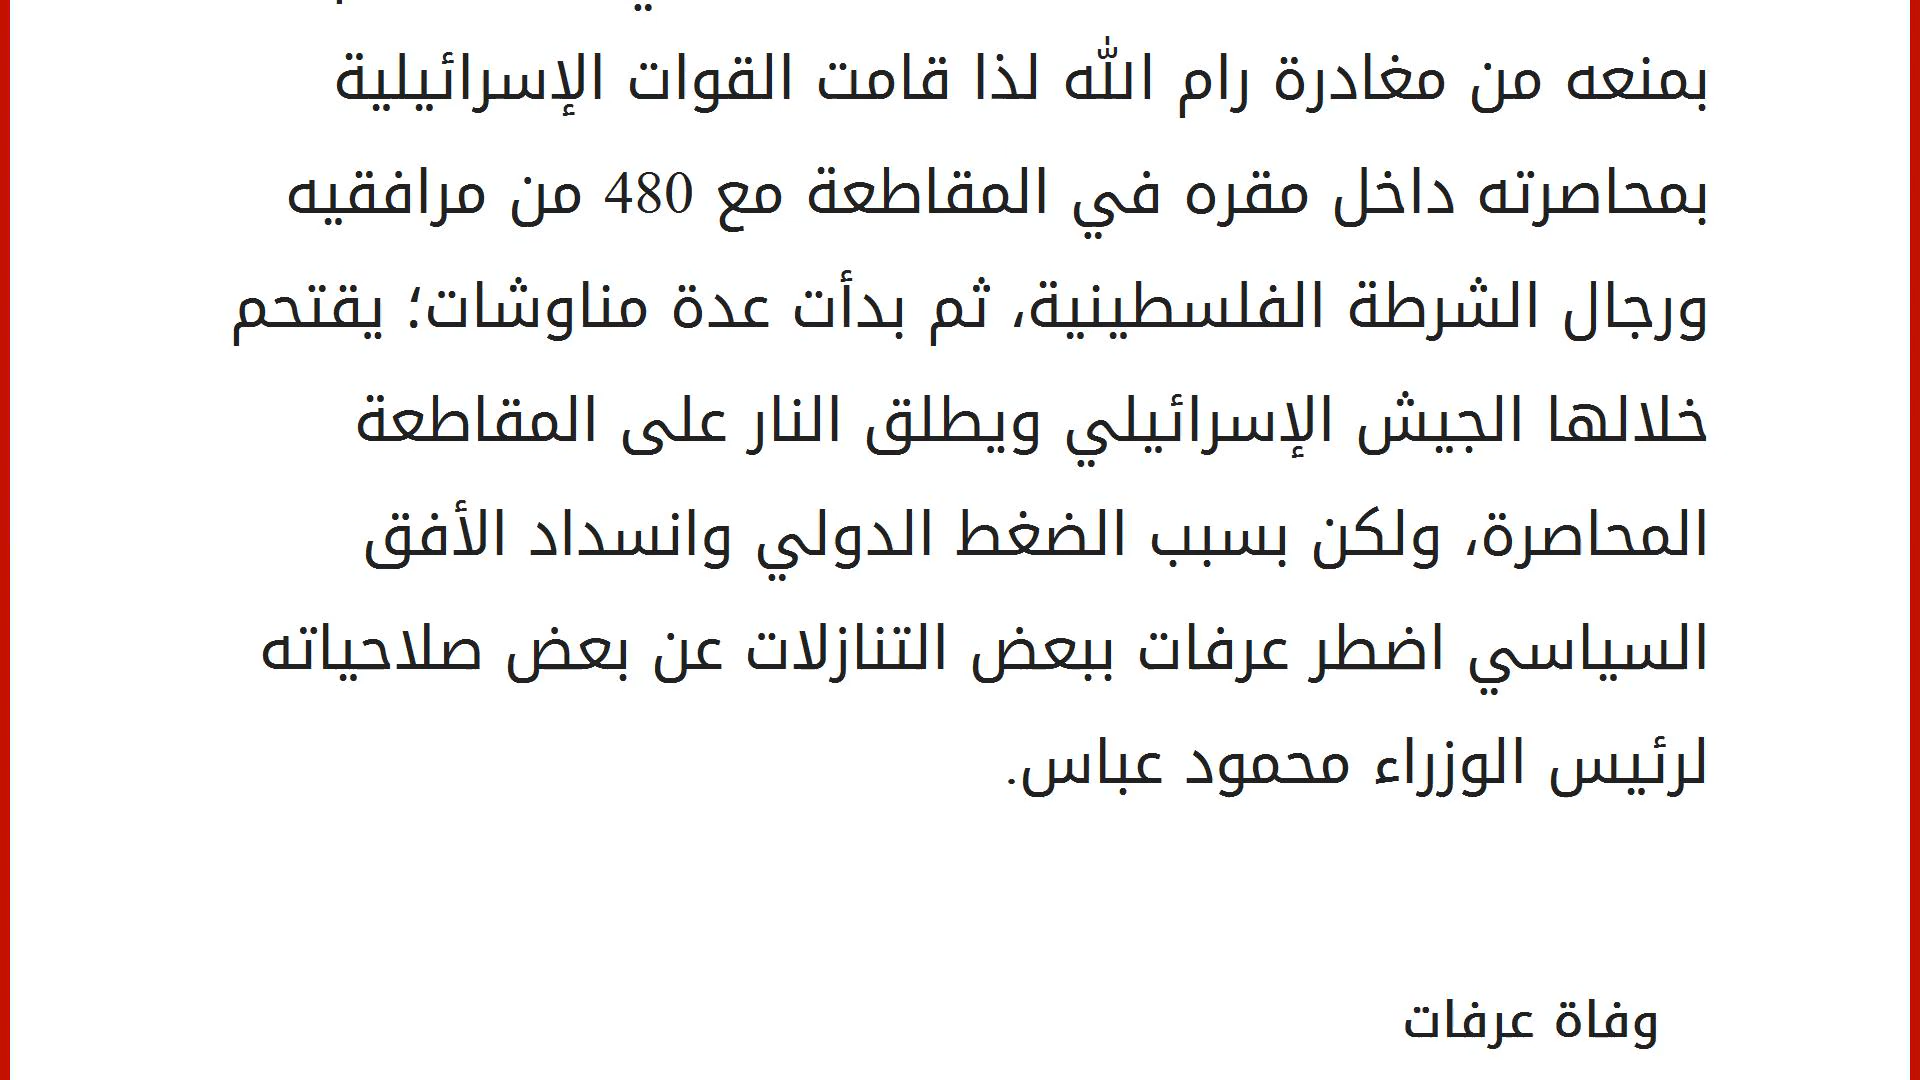 بمنعه من مغادرة رام الله لذا قامت القوات الإسرائيلية
بمحاصرته داخل مقره في المقاطعة مع 480 من مرافقيه
ورجال الشرطة الفلسطينية، ثم بدأت عدة مناوشات؛ يقتحم
خلالها الجيش الإسرائيلي ويطلق النار على المقاطعة
المحاصرة، ولكن بسبب الضغط الدولي وانسداد الأفق
السياسي اضطر عرفات ببعض التنازلات عن بعض صلاحياته
لرئيس الوزراء محمود عباس.
وفاة عرفات